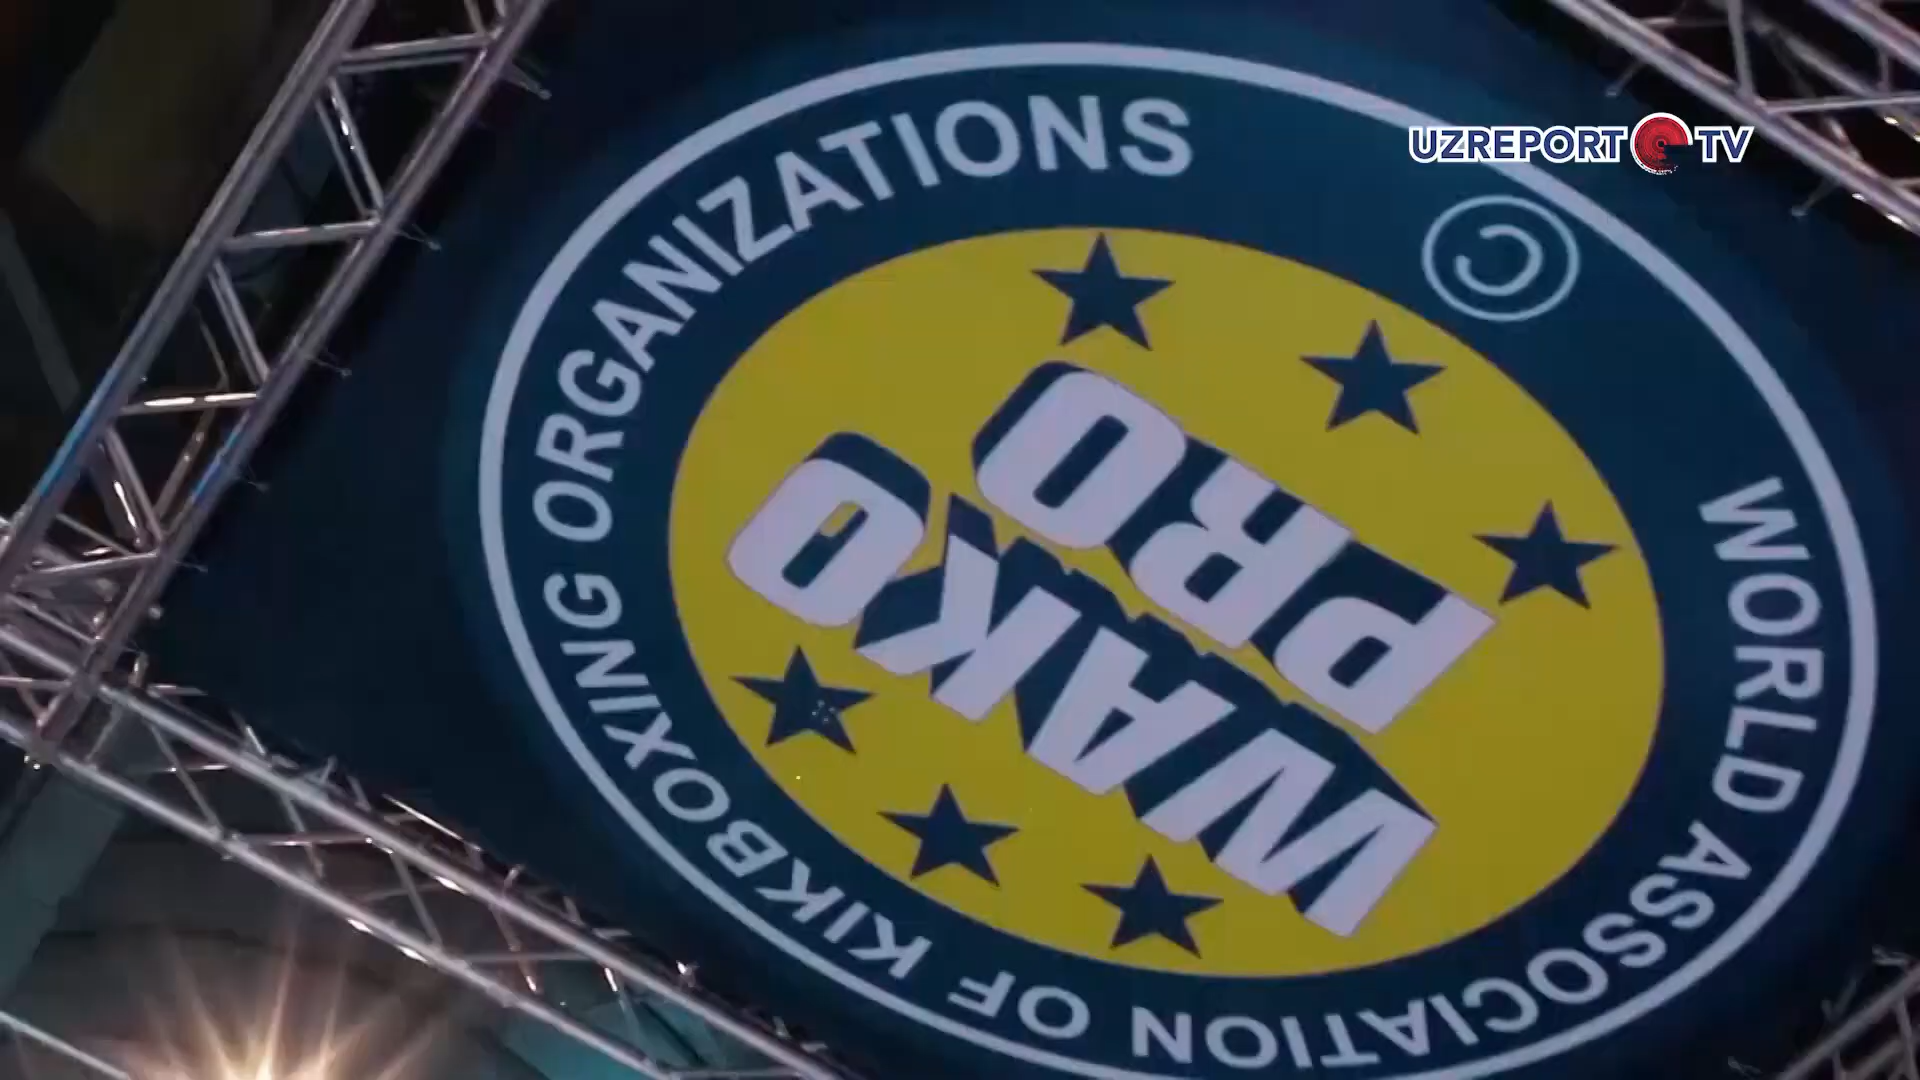 UZREPORT TV
WORLD ASSOCIATION OF KIKBOXING ORGANIZATIONS
©
WAKO
PRO